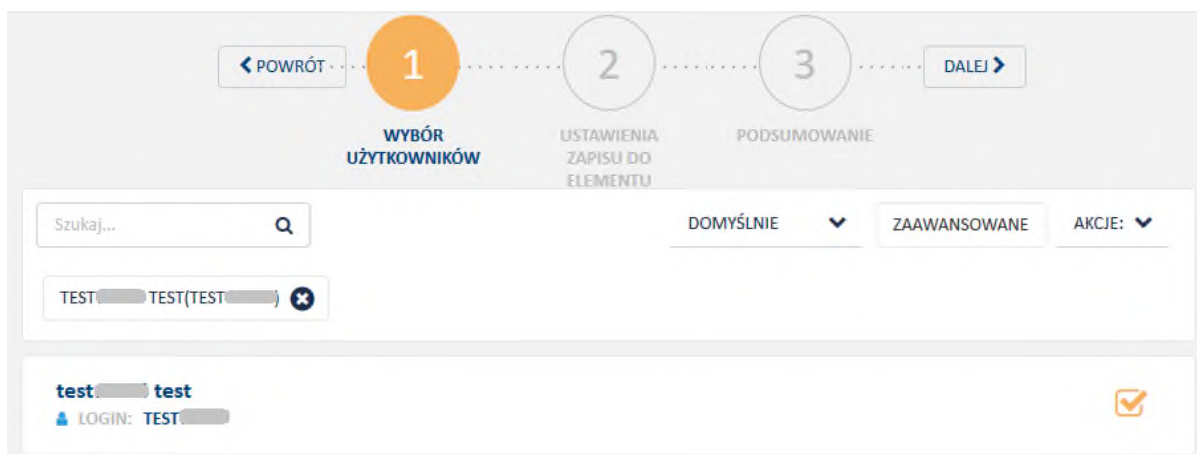 POWRÓT
1
2
3
DALEJ
WYBÓR
UŻYTKOWNIKÓW
USTAWIENIA
ZAPISU DO
ELEMENTU
PODSUMOWANIE
Szukaj...
DOMYŚLNIE
ZAAWANSOWANE
AKCJE:
TEST TEST(TEST )
test test
LOGIN: TEST